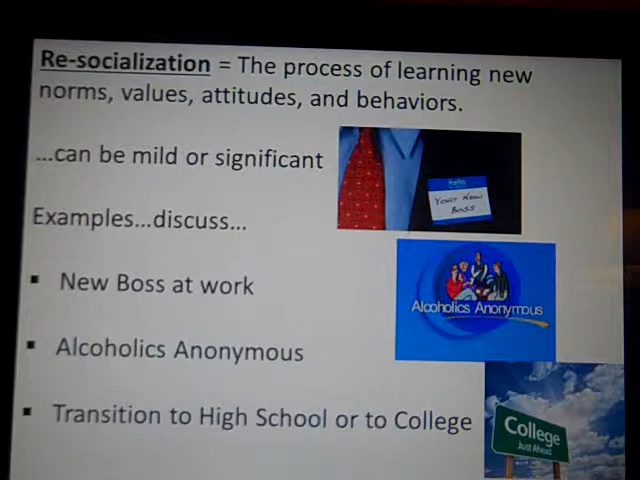 Re-socialization = The process of learning new
norms, values, attitudes, and behaviors.
...can be mild or significant
Hello
Your New
Boss
Examples...discuss...
▪ New Boss at work
Alcoholics Anonymous
▪ Alcoholics Anonymous
▪ Transition to High School or to College
College
Just Ahead